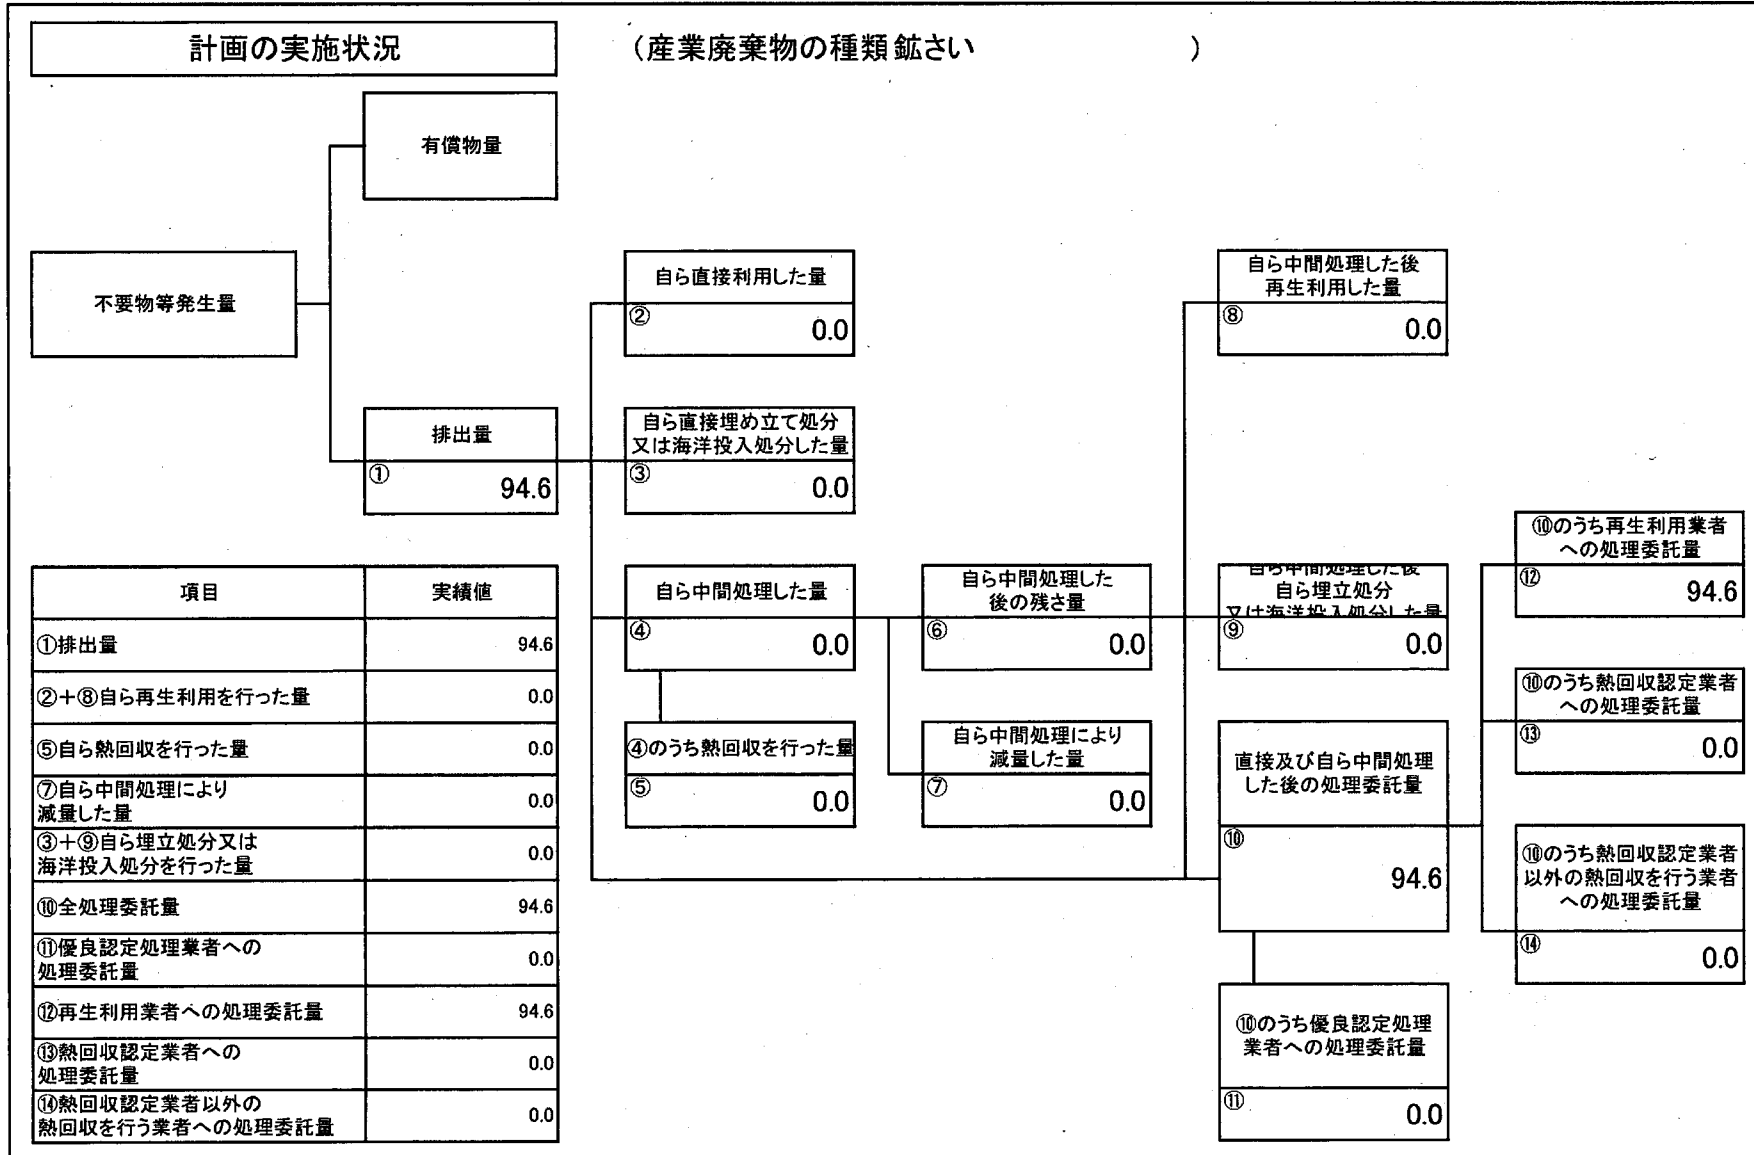 計画の実施状況
（産業廃棄物の種類 鉱さい　　　　　　　　）
有償物量
不要物等発生量
自ら直接利用した量
②
0.0
自ら中間処理した後
再生利用した量
⑧
0.0
排出量
①
94.6
自ら直接埋め立て処分
又は海洋投入処分した量
③
0.0
自ら中間処理した量
④
0.0
自ら中間処理した
後の残さ量
⑥
0.0
自ら中間処理した後
自ら埋立処分
又は海洋投入処分した量
⑨
0.0
⑩のうち再生利用業者
への処理委託量
⑫
94.6
④のうち熱回収を行った量
⑤
0.0
自ら中間処理により
減量した量
⑦
0.0
直接及び自ら中間処理
した後の処理委託量
⑩
94.6
⑩のうち熱回収認定業者
への処理委託量
⑬
0.0
⑩のうち熱回収認定業者
以外の熱回収を行う業者
への処理委託量
⑭
0.0
⑩のうち優良認定処理
業者への処理委託量
⑪
0.0
項目 実績値
①排出量 94.6
②＋⑧自ら再生利用を行った量 0.0
⑤自ら熱回収を行った量 0.0
⑦自ら中間処理により
減量した量 0.0
③＋⑨自ら埋立処分又は
海洋投入処分を行った量 0.0
⑩全処理委託量 94.6
⑪優良認定処理業者への
処理委託量 0.0
⑫再生利用業者への処理委託量 94.6
⑬熱回収認定業者への
処理委託量 0.0
⑭熱回収認定業者以外の
熱回収を行う業者への処理委託量 0.0